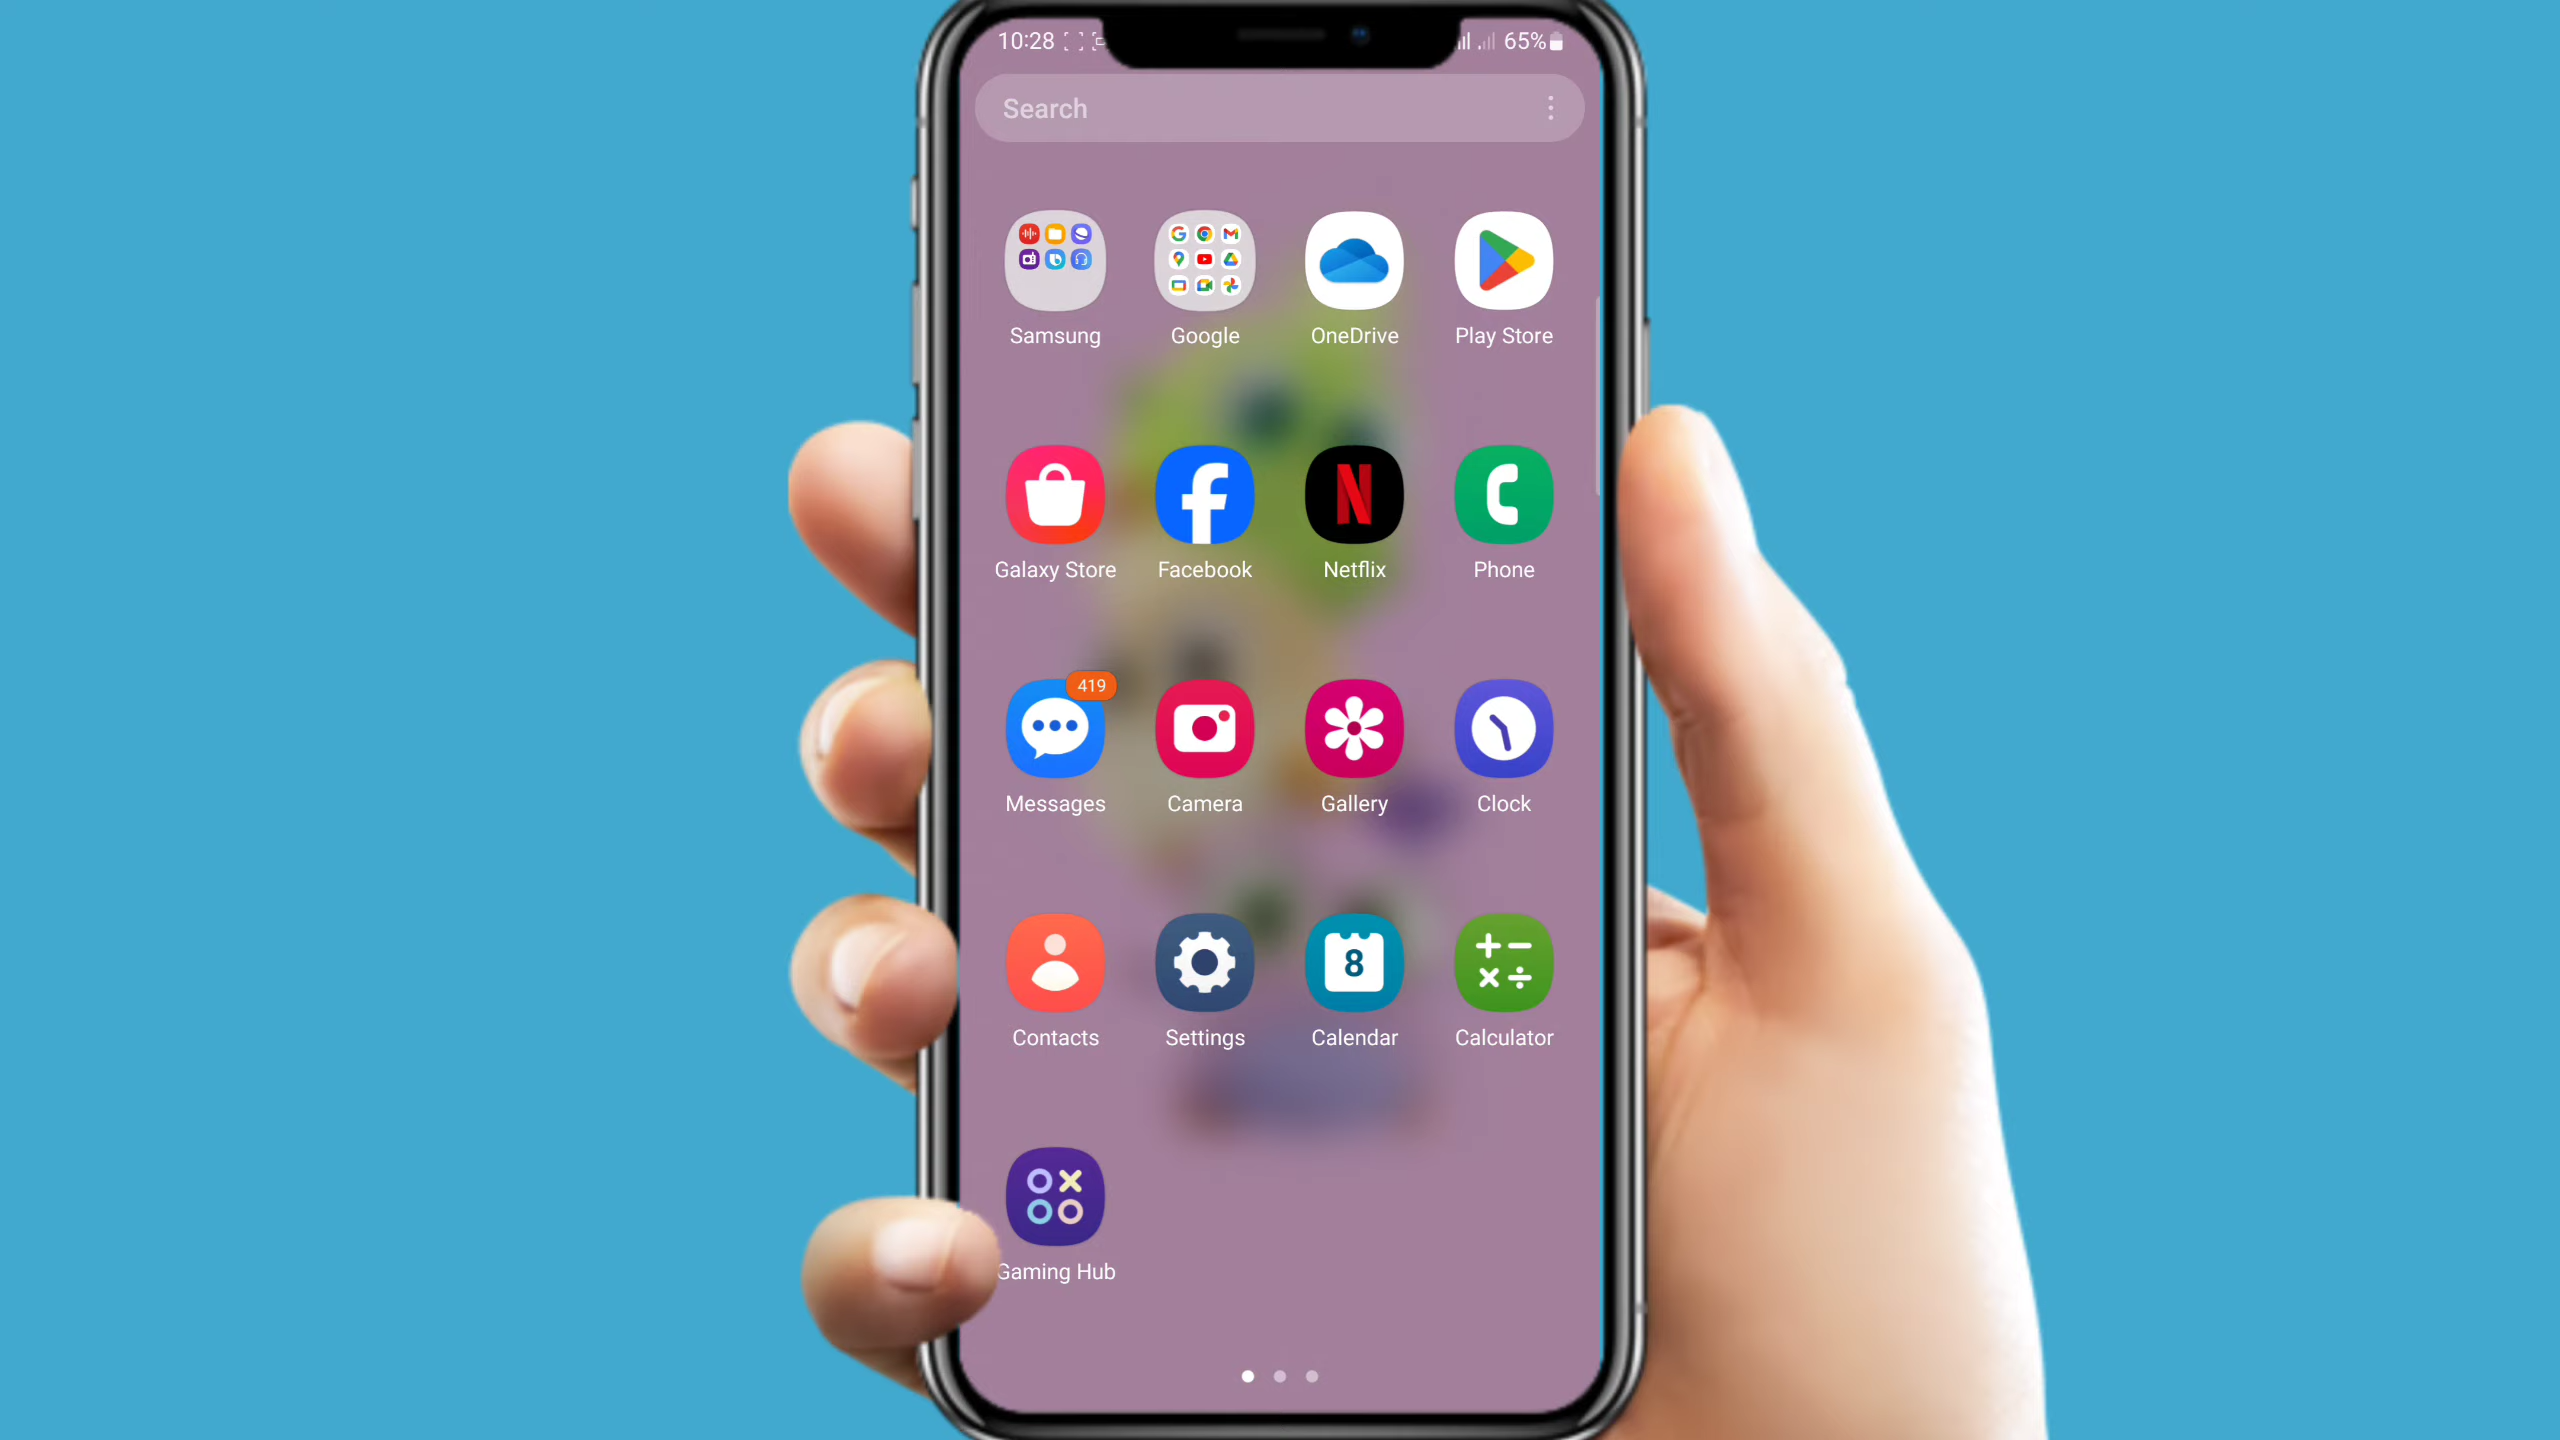 10:28 65%
Search
Samsung Google OneDrive Play Store
Galaxy Store Facebook Netflix Phone
419
Messages Camera Gallery Clock
8
Contacts Settings Calendar Calculator
Gaming Hub